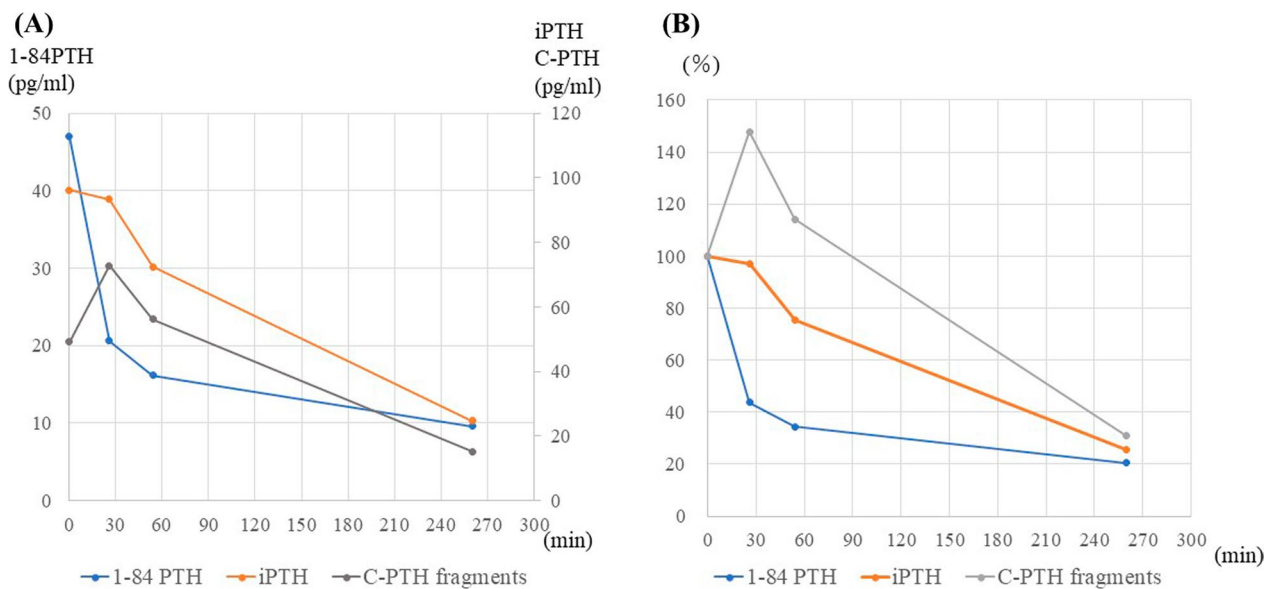 (A)
1-84PTH
(pg/ml)
iPTH
C-PTH
(pg/ml)
50
40
30
20
10
0
120
100
80
60
40
20
0
0 30 60 90 120 150 180 210 240 270 300
(min)
1-84 PTH iPTH C-PTH fragments
(B)
(%)
160
140
120
100
80
60
40
20
0
0 30 60 90 120 150 180 210 240 270 300
(min)
1-84 PTH iPTH C-PTH fragments